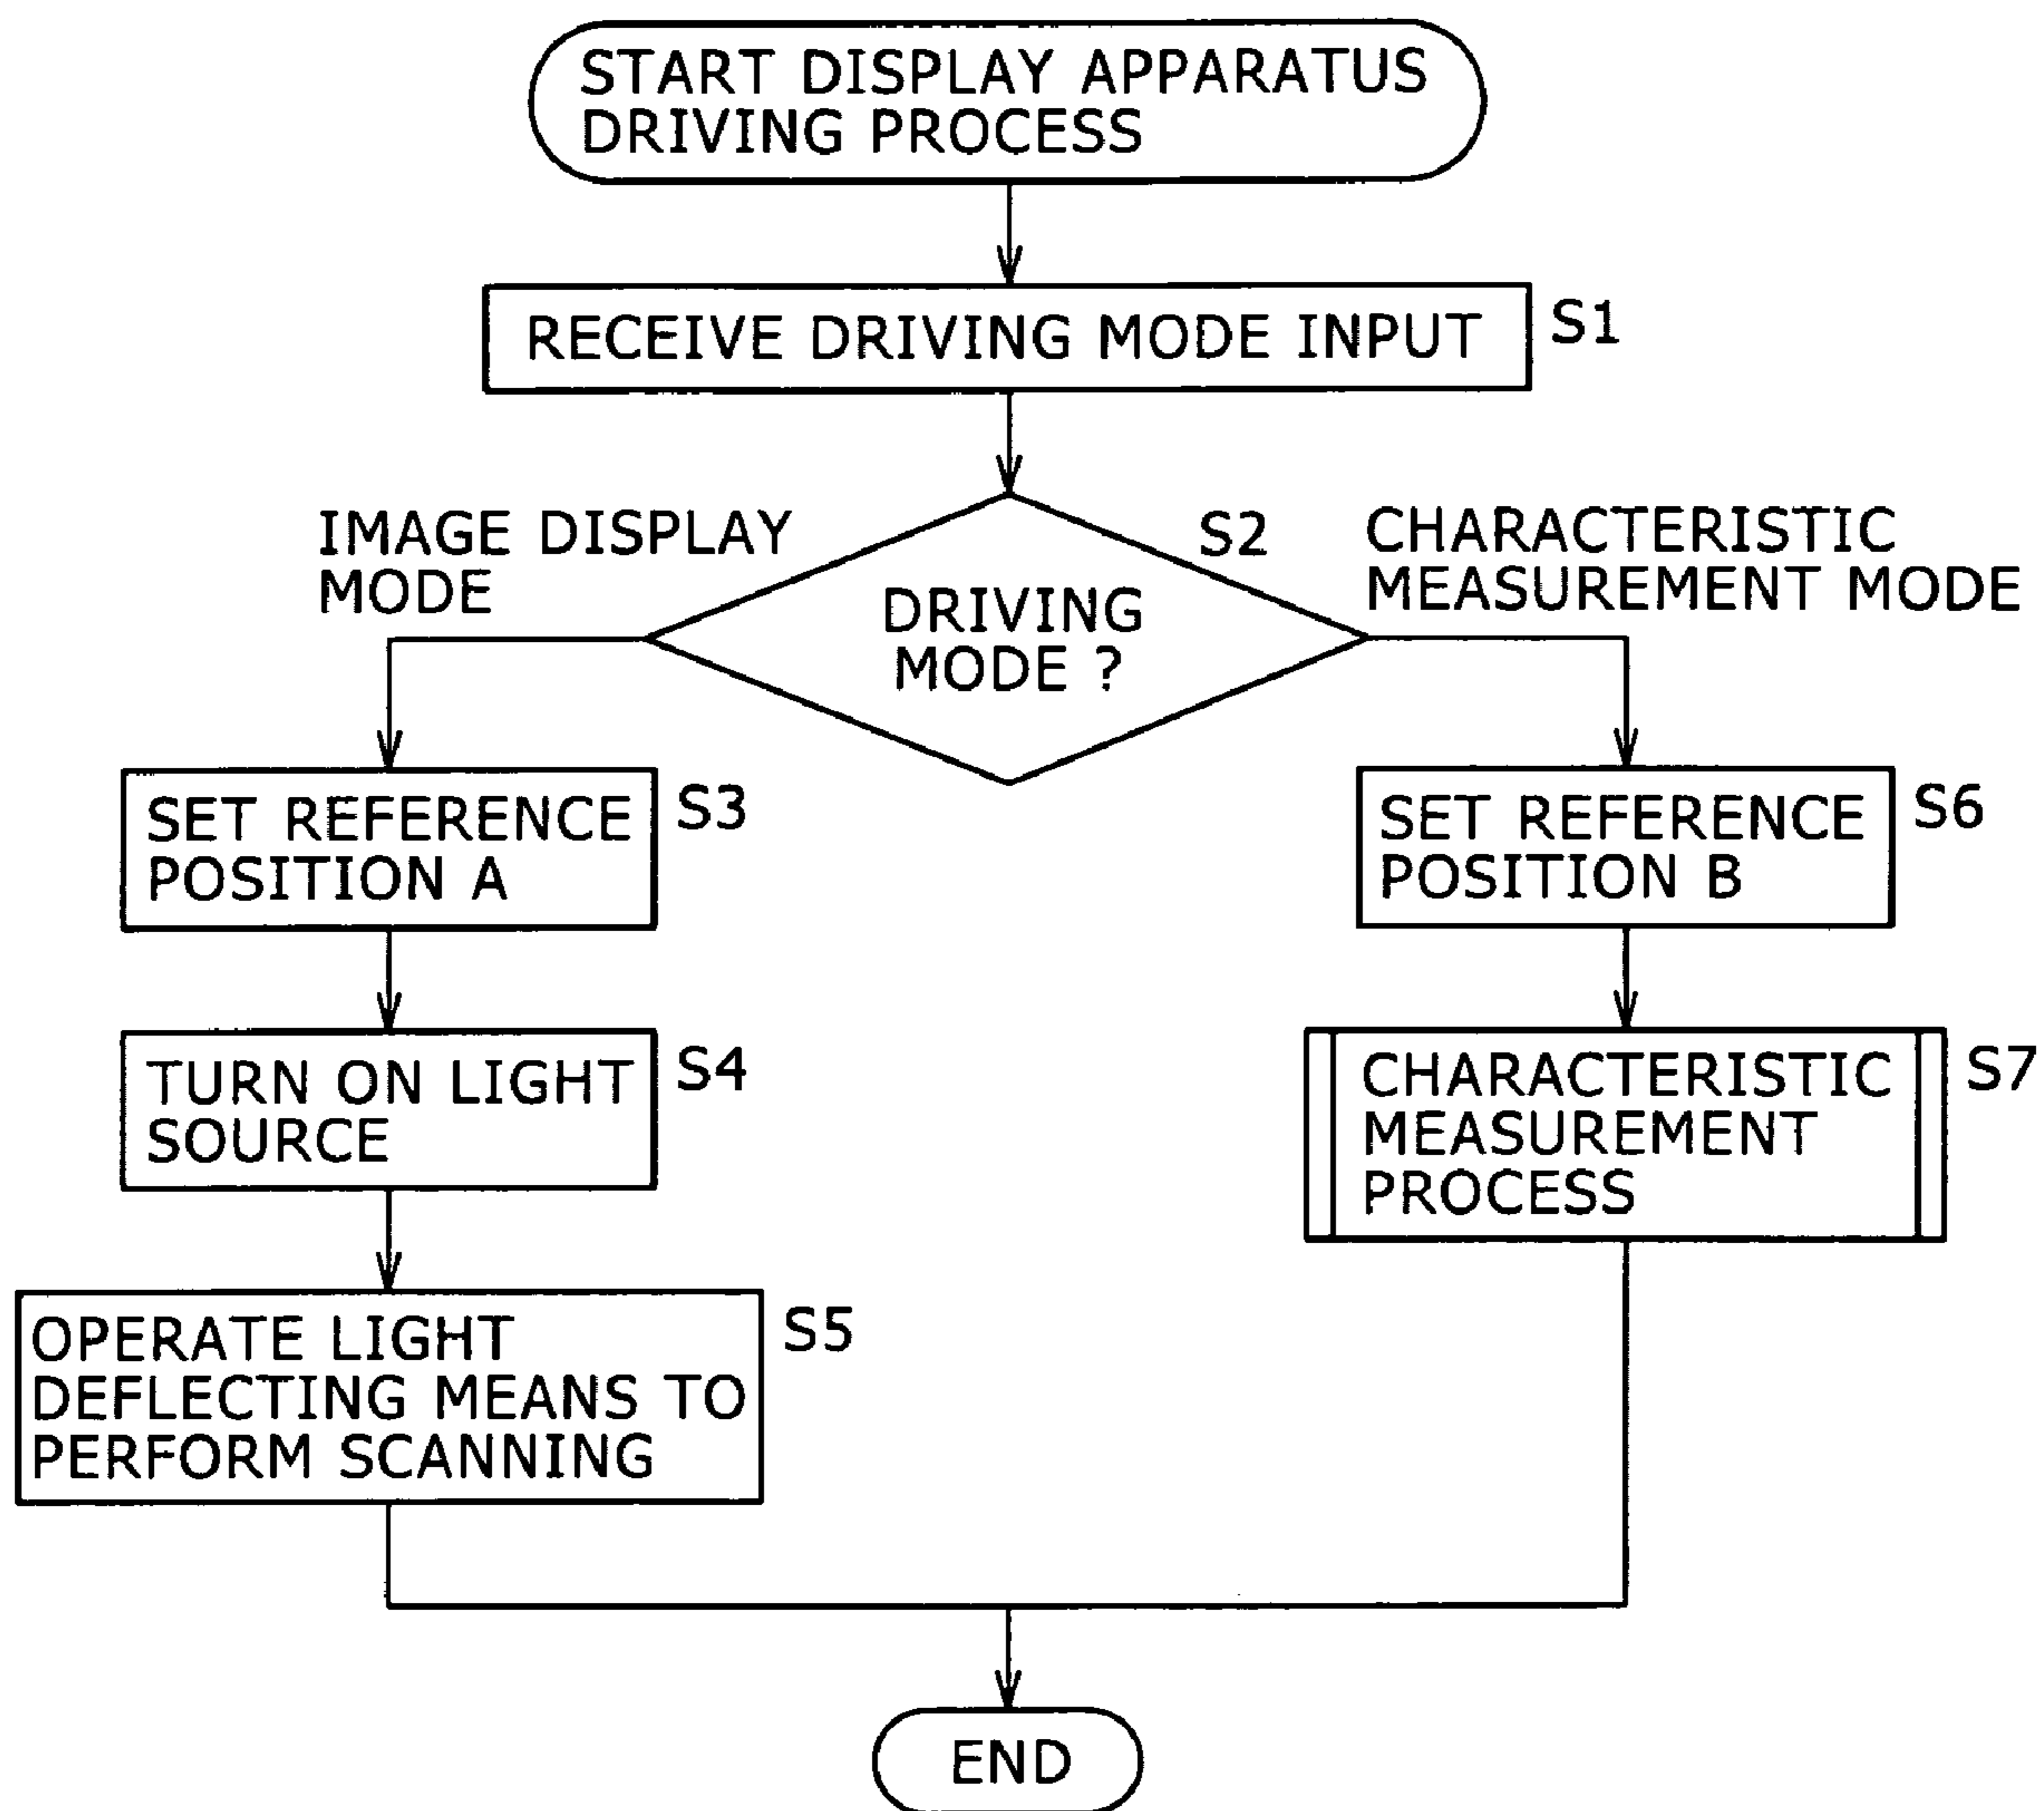 START DISPLAY APPARATUS
DRIVING PROCESS
RECEIVE DRIVING MODE INPUT
S1
IMAGE DISPLAY
MODE
S2
DRIVING
MODE ?
CHARACTERISTIC
MEASUREMENT MODE
SET REFERENCE
POSITION A
S3
TURN ON LIGHT
SOURCE
S4
OPERATE LIGHT
DEFLECTING MEANS TO
PERFORM SCANNING
S5
SET REFERENCE
POSITION B
S6
CHARACTERISTIC
MEASUREMENT
PROCESS
S7
END